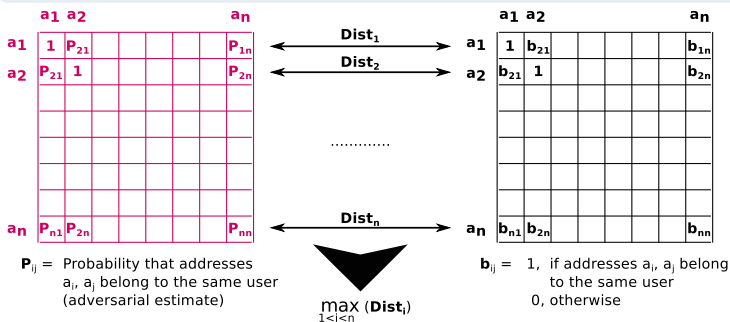 a1 a2 an a1 a2 an
a1 1 P21 P1n Dist1 a1 1 b21 b1n
a2 P21 1 P2n Dist2 a2 b21 1 b2n
.............
an Pn1 P2n Pnn Distn an bn1 b2n bnn
Pij = Probability that addresses bij = 1, if addresses ai, aj belong
ai, aj belong to the same user to the same user
(adversarial estimate) 0, otherwise
max (Disti)
1<i<n